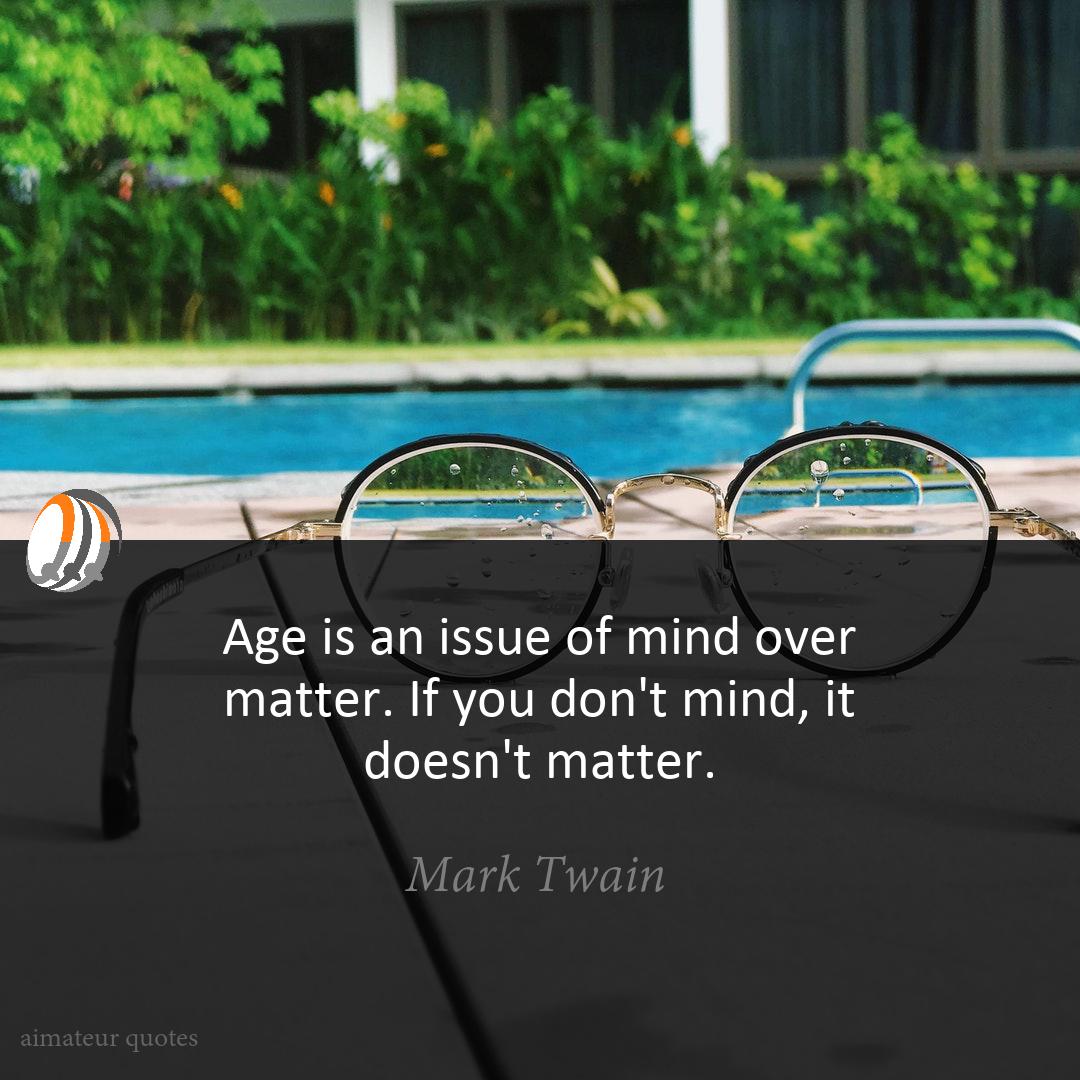 Age is an issue of mind over
matter. If you don't mind, it
doesn't matter.
Mark Twain
aimateur quotes